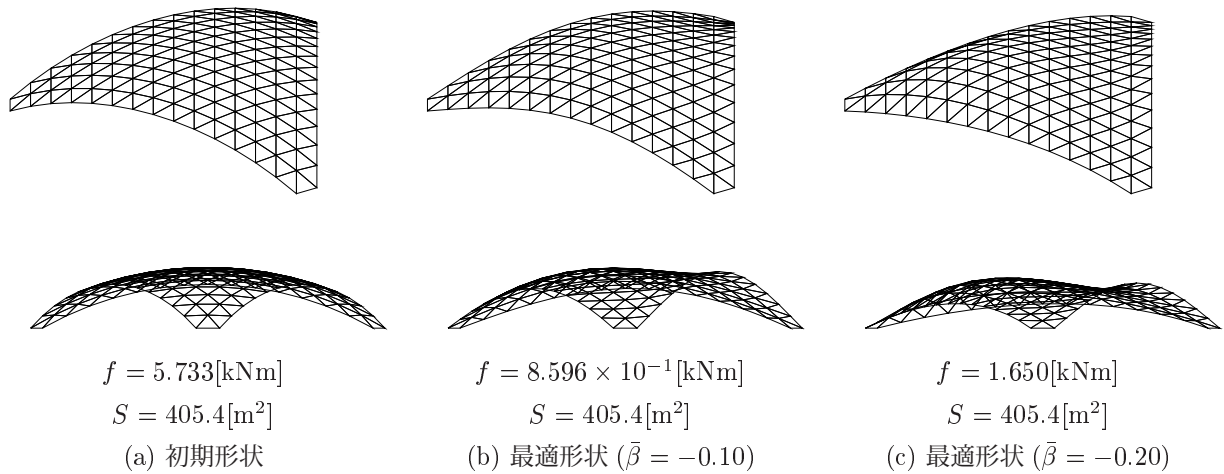 f = 5.733[kNm]
S = 405.4[m²]
(a) 初期形状
f = 8.596 × 10⁻¹[kNm]
S = 405.4[m²]
(b) 最適形状 (β̄ = −0.10)
f = 1.650[kNm]
S = 405.4[m²]
(c) 最適形状 (β̄ = −0.20)